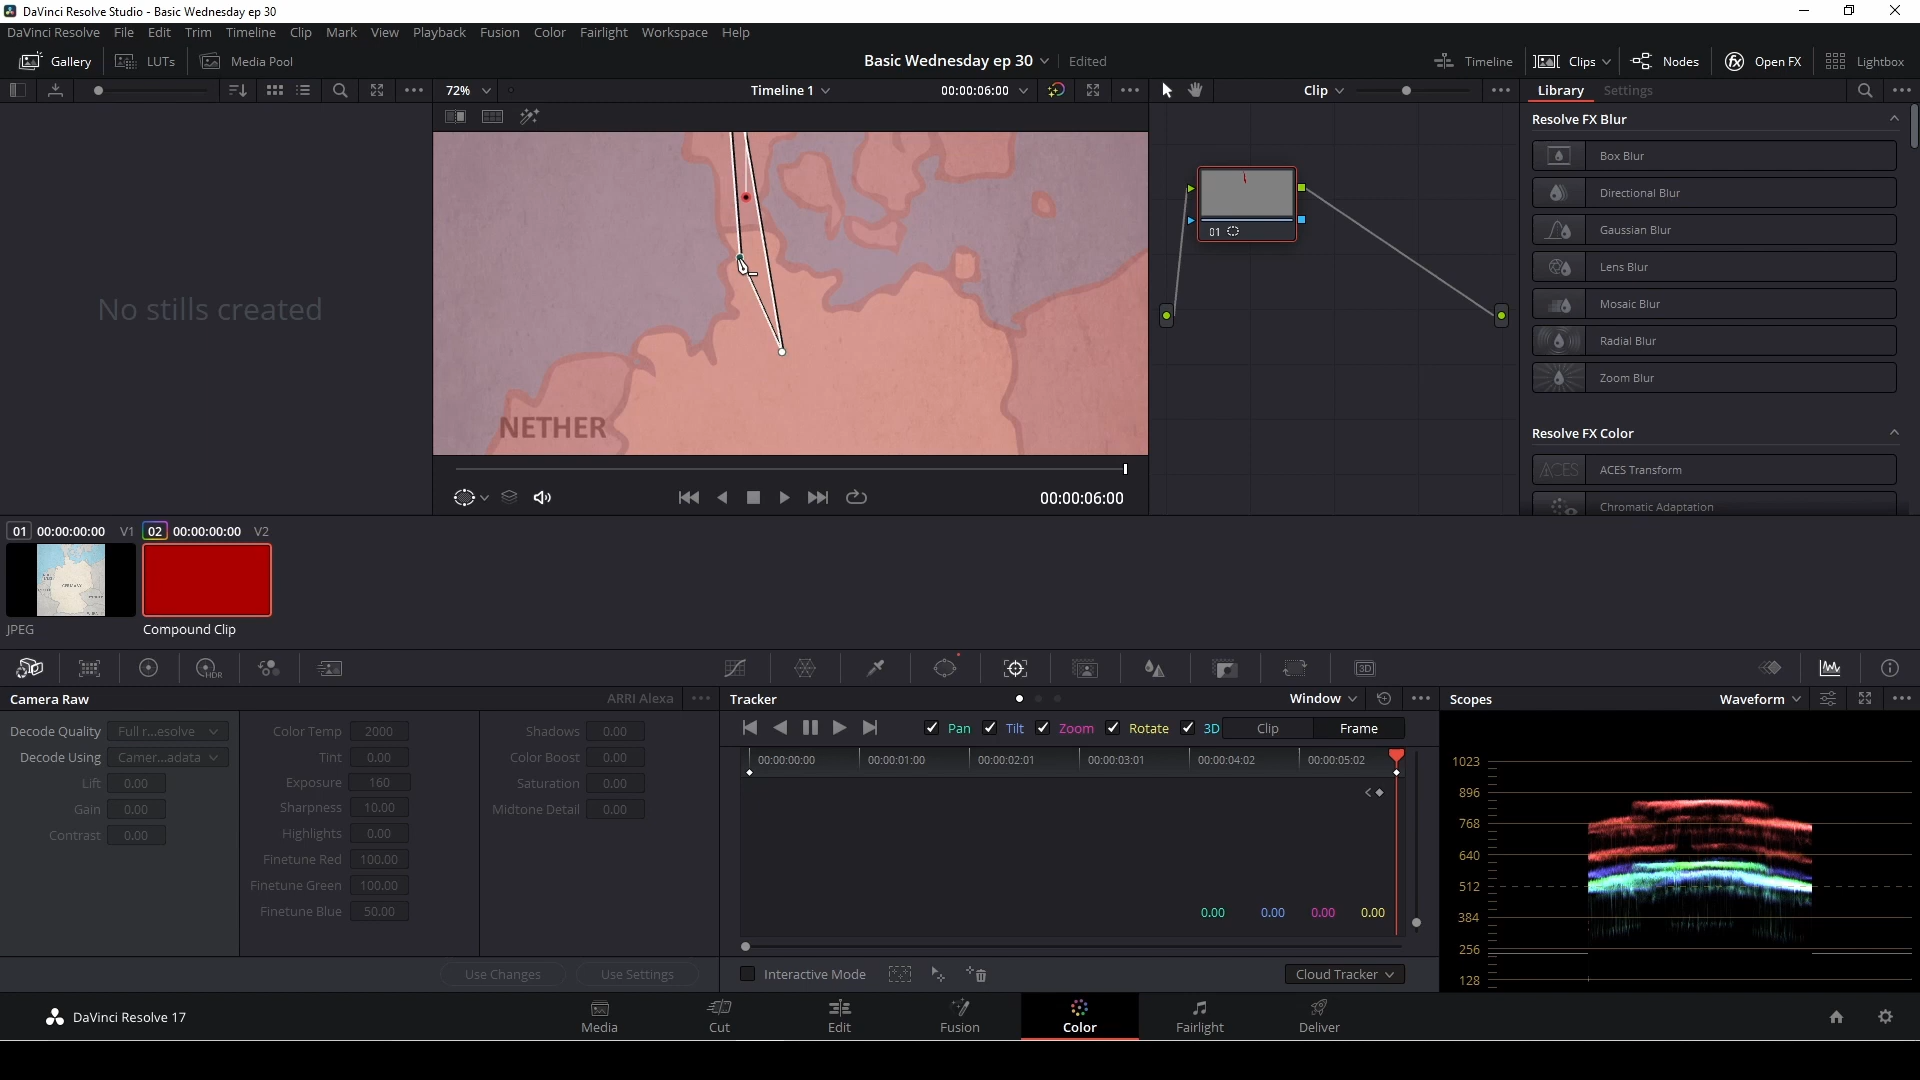 DaVinci Resolve Studio - Basic Wednesday ep 30
DaVinci Resolve File Edit Trim Timeline Clip Mark View Playback Fusion Color Fairlight Workspace Help
Gallery LUTs Media Pool Basic Wednesday ep 30 Edited Timeline Clips Nodes Open FX Lightbox
72% Timeline 1 00:00:06:00 Clip Library Settings
Resolve FX Blur
Box Blur
Directional Blur
Gaussian Blur
Lens Blur
Mosaic Blur
Radial Blur
Zoom Blur
Resolve FX Color
ACES Transform
Chromatic Adaptation
01
No stills created
NETHER
00:00:06:00
01 00:00:00:00 V1 02 00:00:00:00 V2
GERMANY
JPEG Compound Clip
HDR 3D
Camera Raw ARRI Alexa
Decode Quality Full r...esolve
Decode Using Camer...adata
Lift 0.00
Gain 0.00
Contrast 0.00
Color Temp 2000
Tint 0.00
Exposure 160
Sharpness 10.00
Highlights 0.00
Finetune Red 100.00
Finetune Green 100.00
Finetune Blue 50.00
Shadows 0.00
Color Boost 0.00
Saturation 0.00
Midtone Detail 0.00
Use Changes Use Settings
Tracker Window
Pan Tilt Zoom Rotate 3D Clip Frame
00:00:00:00 00:00:01:00 00:00:02:01 00:00:03:01 00:00:04:02 00:00:05:02
0.00 0.00 0.00 0.00
Interactive Mode Cloud Tracker
Scopes Waveform
1023
896
768
640
512
384
256
128
DaVinci Resolve 17 Media Cut Edit Fusion Color Fairlight Deliver